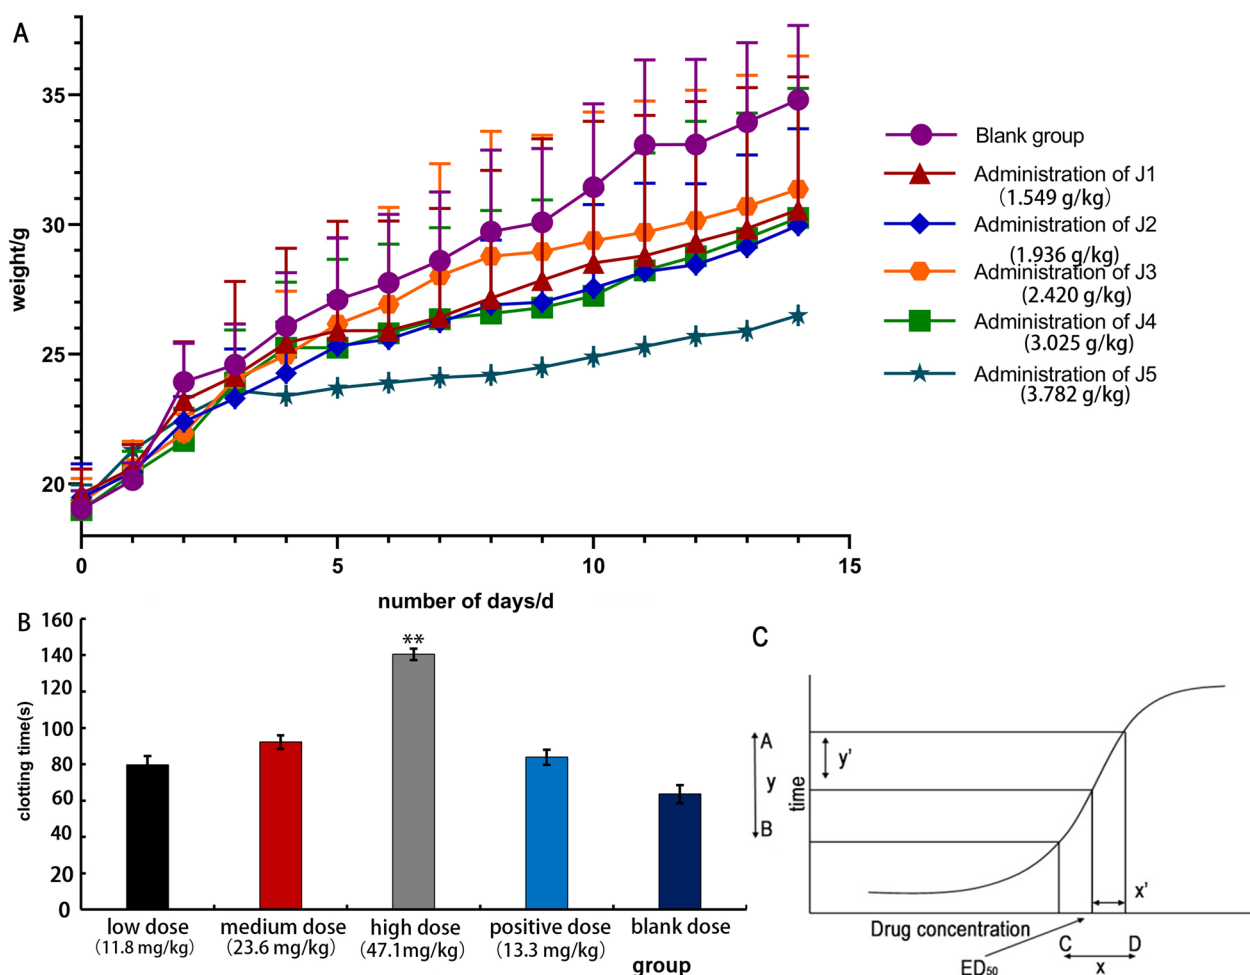 A
35
30
25
20
weight/g
0
5
10
15
number of days/d
Blank group
Administration of J1
(1.549 g/kg)
Administration of J2
(1.936 g/kg)
Administration of J3
(2.420 g/kg)
Administration of J4
(3.025 g/kg)
Administration of J5
(3.782 g/kg)
B
160
140
120
100
80
60
40
20
0
clotting time(s)
**
low dose
(11.8 mg/kg)
medium dose
(23.6 mg/kg)
high dose
(47.1mg/kg)
positive dose
(13.3 mg/kg)
blank dose
group
C
A
y
B
time
y'
x'
Drug concentration
ED50
C
D
x